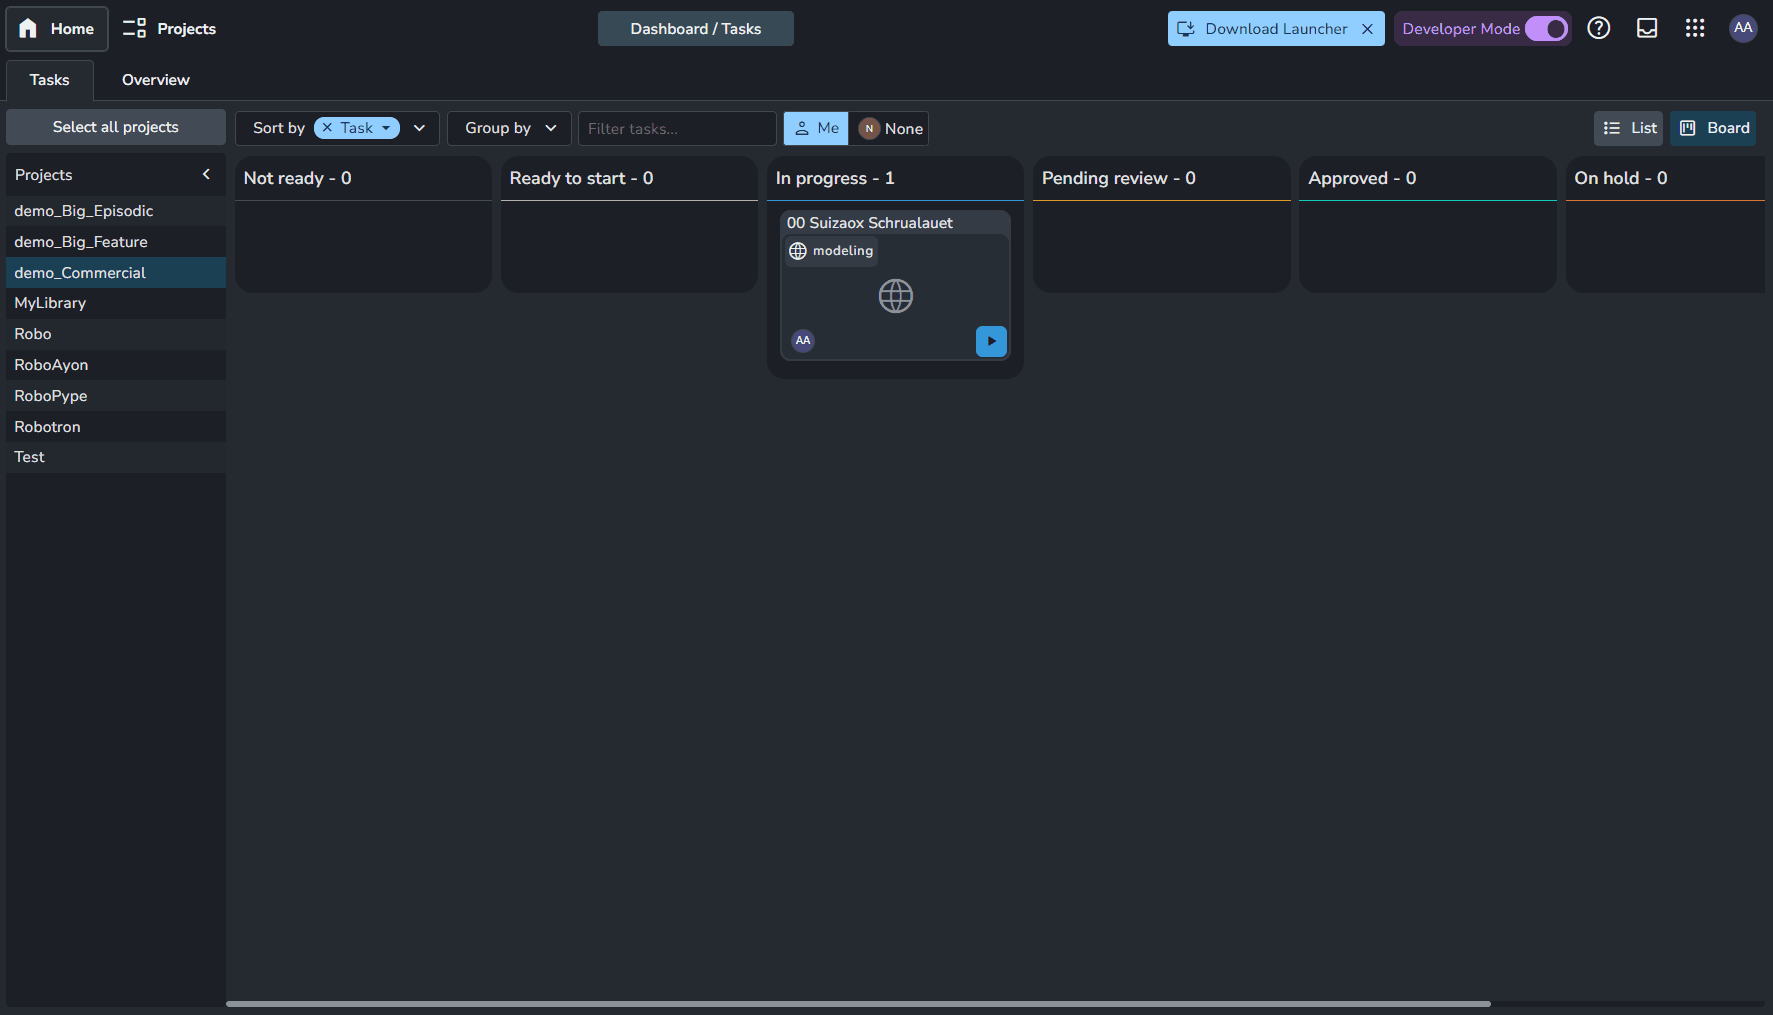 Home
Projects
Dashboard / Tasks
Download Launcher
Developer Mode
AA
Tasks
Overview
Select all projects
Sort by
Task
Group by
Filter tasks...
Me
N
None
List
Board
Projects
demo_Big_Episodic
demo_Big_Feature
demo_Commercial
MyLibrary
Robo
RoboAyon
RoboPype
Robotron
Test
Not ready - 0
Ready to start - 0
In progress - 1
00 Suizaox Schrualauet
modeling
AA
Pending review - 0
Approved - 0
On hold - 0